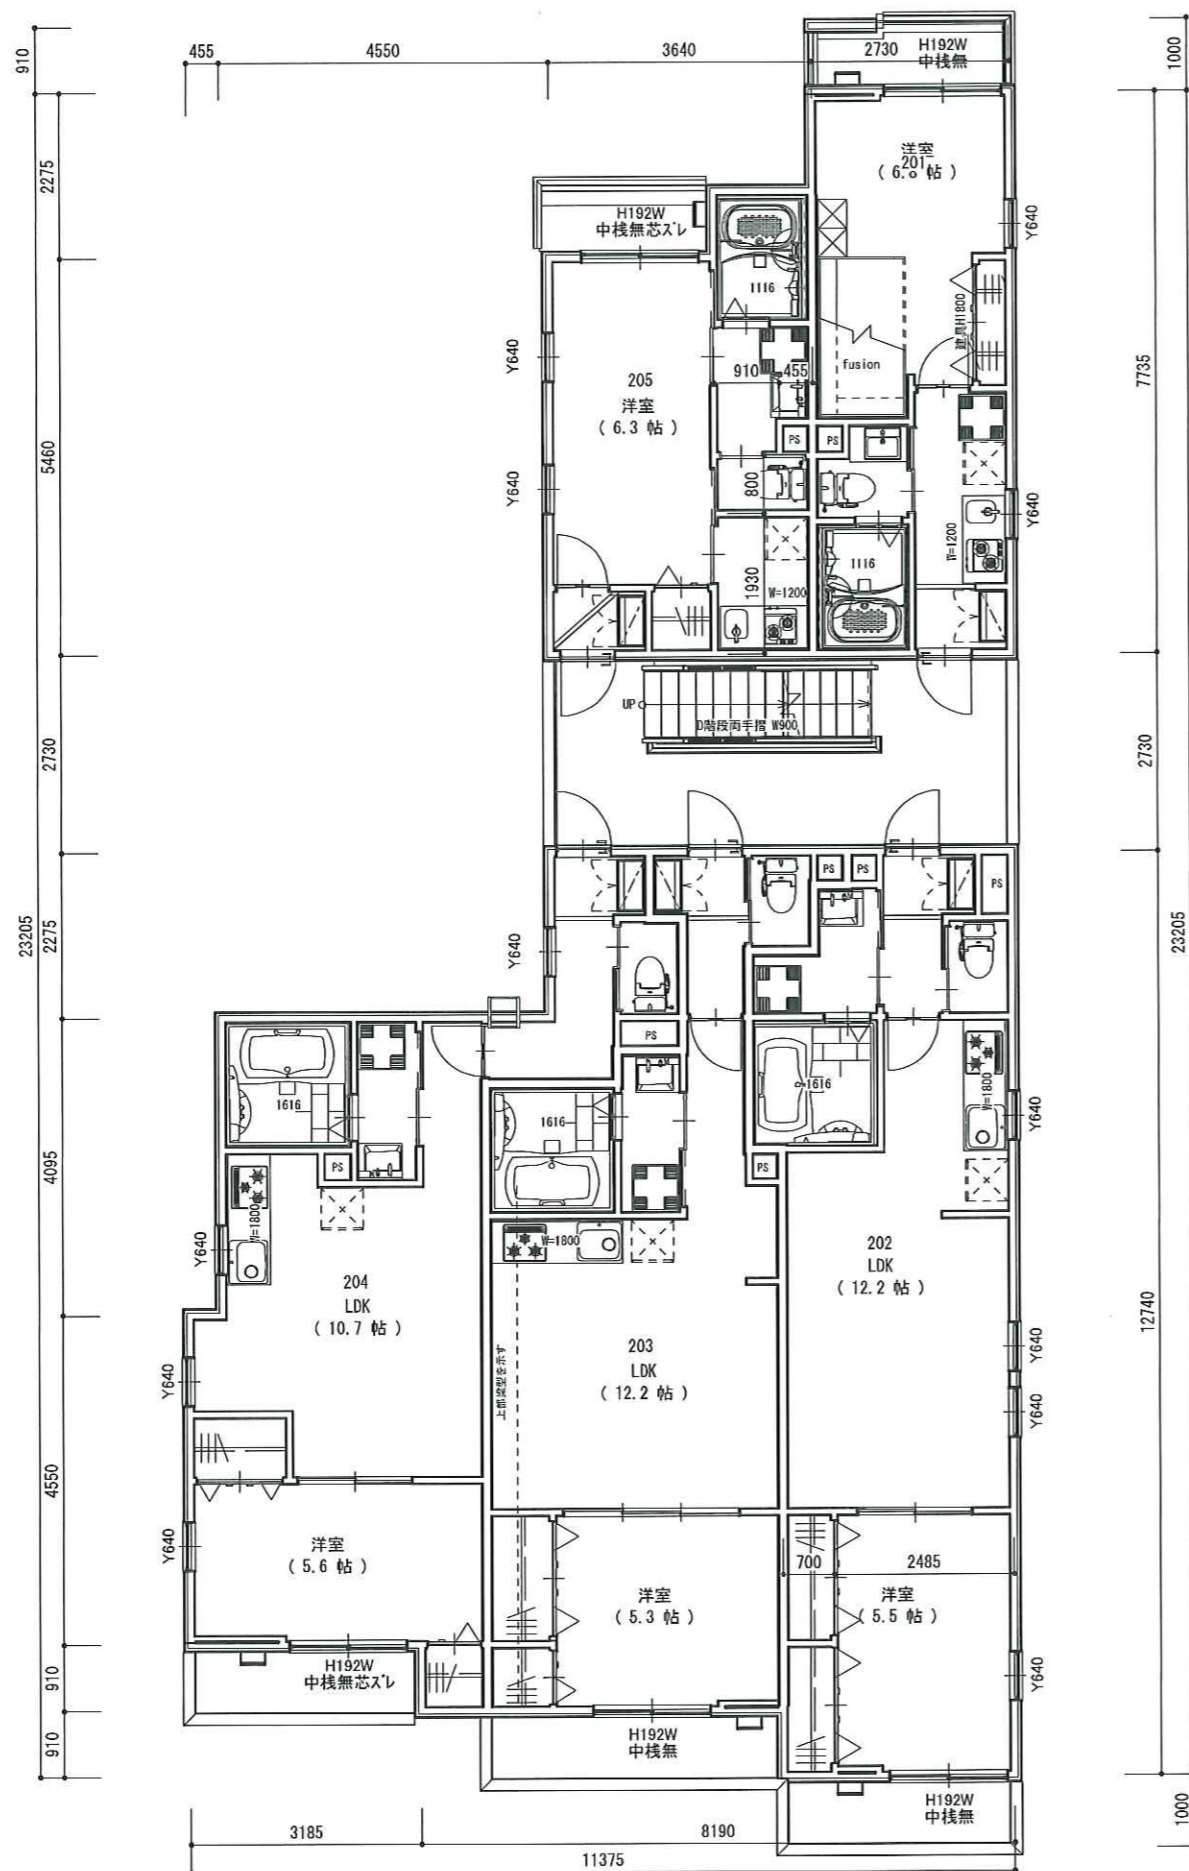 455
4550
3640
2730
H192W
中桟無
910
1000
洋室
201
( 6. 帖 )
2275
H192W
中桟無芯ズレ
Y640
1116
建具H1800
Y640
910
455
fusion
7735
205
洋室
( 6.3 帖 )
5460
PS
PS
Y640
800
Y640
W=1200
1930
W=1200
1116
UP
D階段両手摺 W900
2730
2730
PS
PS
PS
23205
2275
Y640
23205
PS
1616
1616
W=1800
1616
Y640
4095
PS
PS
W=1800
W=1800
Y640
202
LDK
( 12.2 帖 )
204
LDK
( 10.7 帖 )
12740
203
LDK
( 12.2 帖 )
Y640
Y640
Y640
4550
Y640
洋室
( 5.6 帖 )
700
2485
洋室
( 5.3 帖 )
洋室
( 5.5 帖 )
910
H192W
中桟無芯ズレ
Y640
910
H192W
中桟無
H192W
中桟無
1000
3185
8190
11375